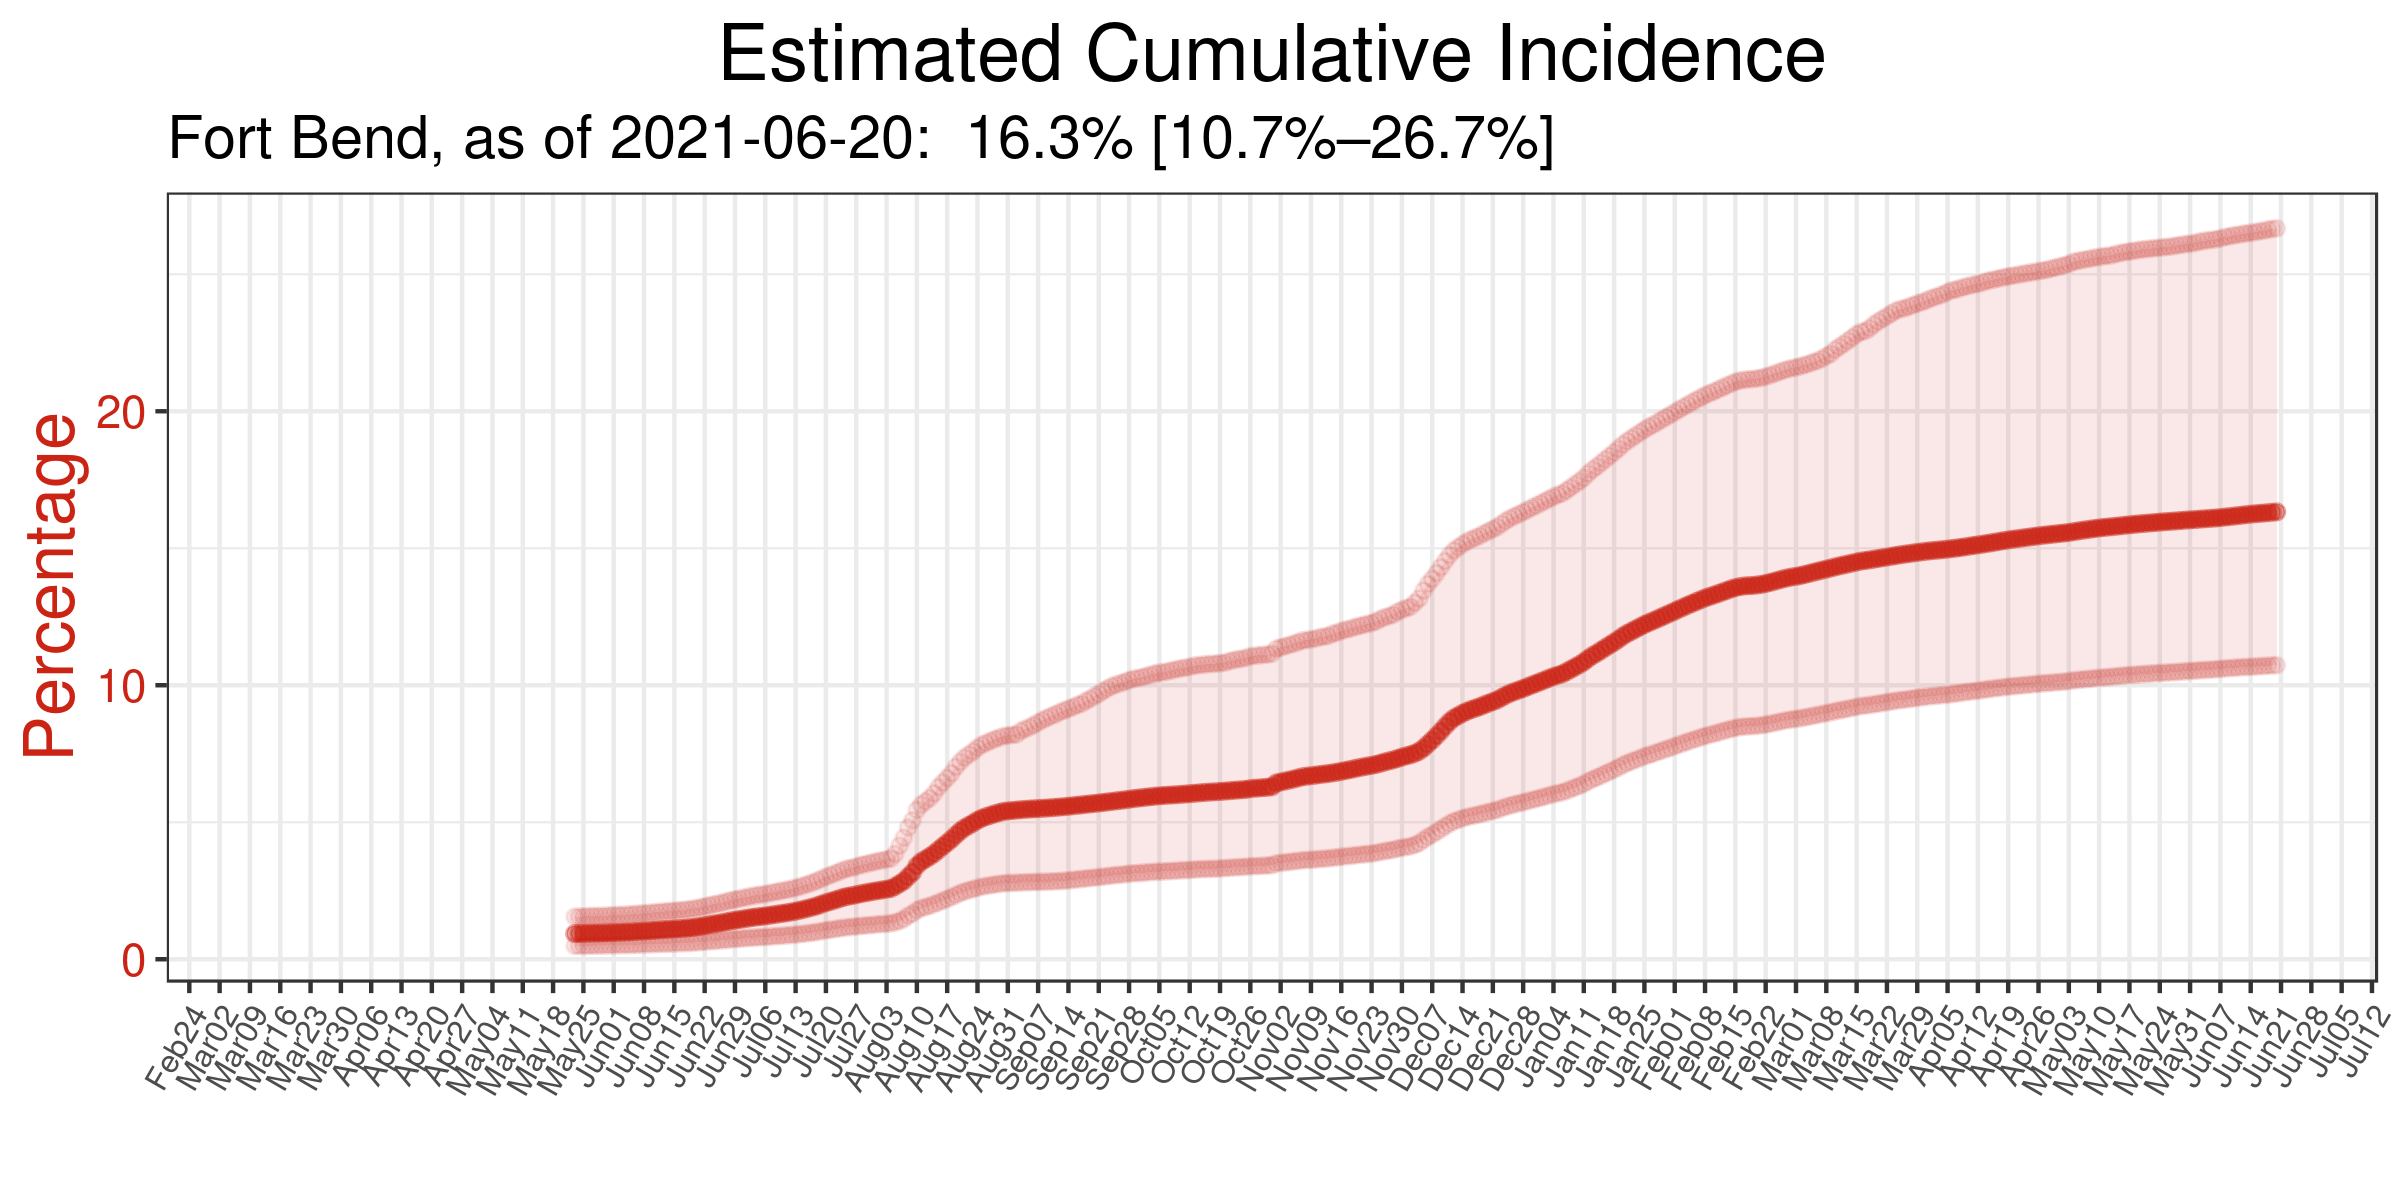 Estimated Cumulative Incidence
Fort Bend, as of 2021-06-20:  16.3% [10.7%–26.7%]
Percentage
20
10
0
Feb24
Mar02
Mar09
Mar16
Mar23
Mar30
Apr06
Apr13
Apr20
Apr27
May04
May11
May18
May25
Jun01
Jun08
Jun15
Jun22
Jun29
Jul06
Jul13
Jul20
Jul27
Aug03
Aug10
Aug17
Aug24
Aug31
Sep07
Sep14
Sep21
Sep28
Oct05
Oct12
Oct19
Oct26
Nov02
Nov09
Nov16
Nov23
Nov30
Dec07
Dec14
Dec21
Dec28
Jan04
Jan11
Jan18
Jan25
Feb01
Feb08
Feb15
Feb22
Mar01
Mar08
Mar15
Mar22
Mar29
Apr05
Apr12
Apr19
Apr26
May03
May10
May17
May24
May31
Jun07
Jun14
Jun21
Jun28
Jul05
Jul12